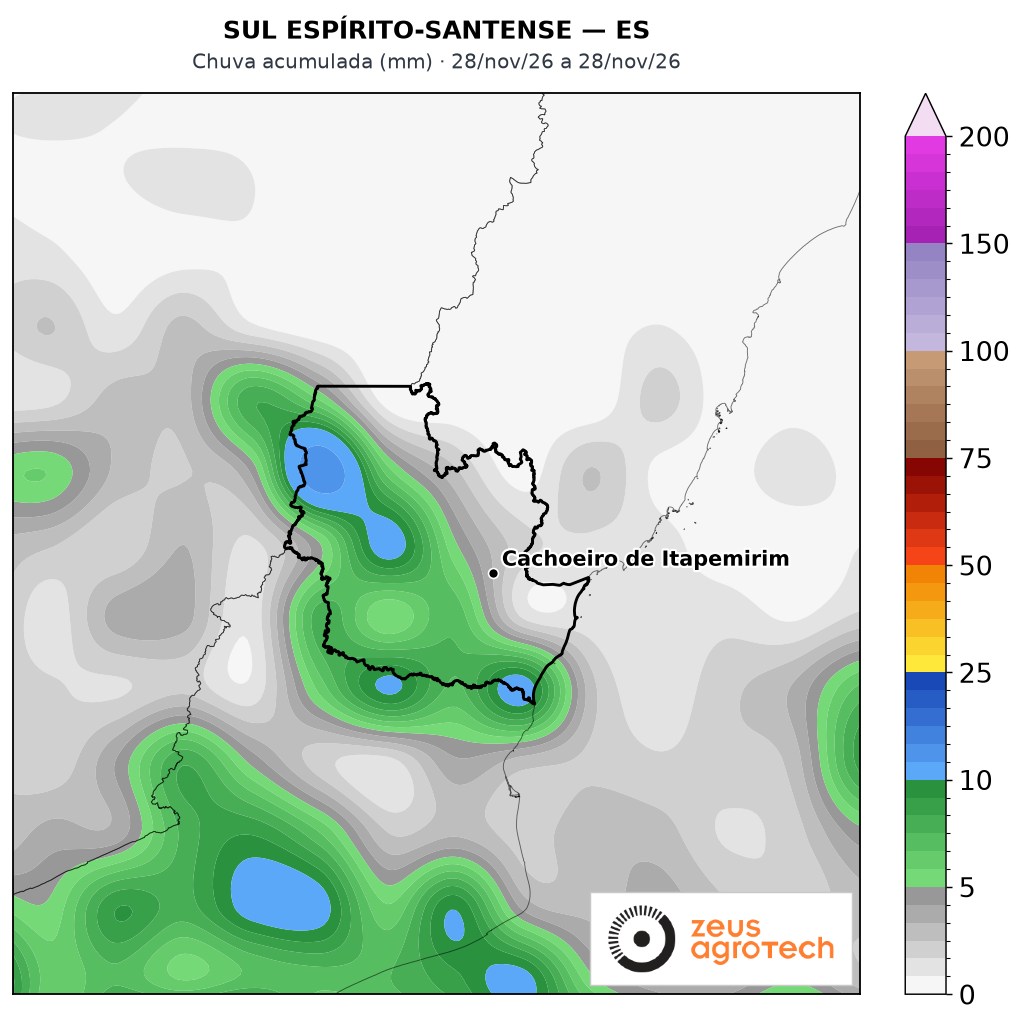 SUL ESPÍRITO-SANTENSE — ES
Chuva acumulada (mm) · 28/nov/26 a 28/nov/26
200
150
100
75
50
25
10
5
0
Cachoeiro de Itapemirim
zeus
agrotech